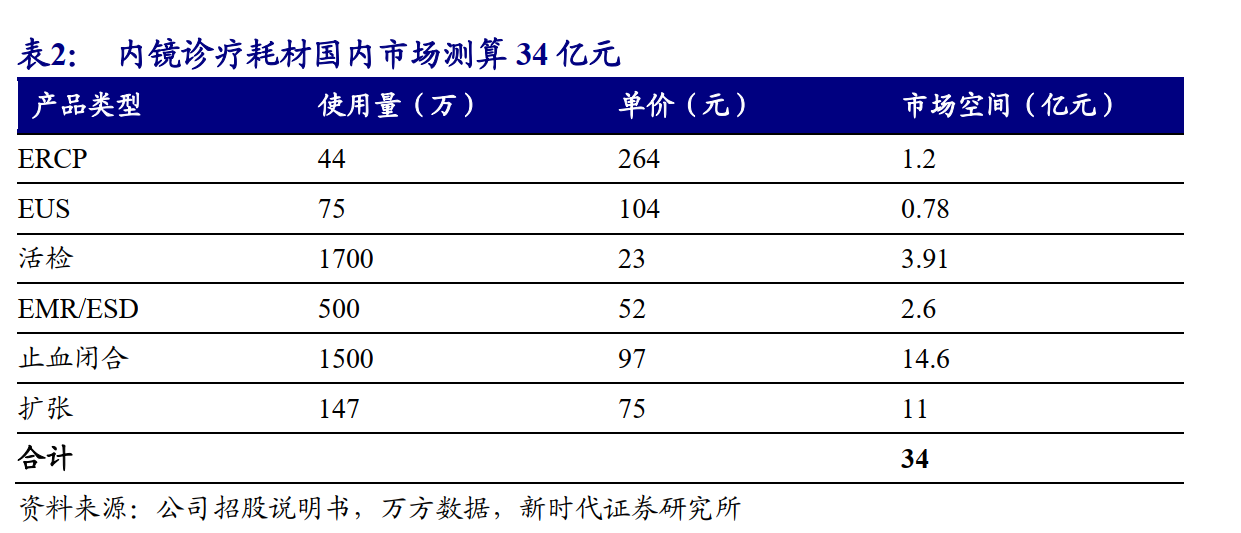 表2： 内镜诊疗耗材国内市场测算 34 亿元
产品类型 使用量（万） 单价（元） 市场空间（亿元）
ERCP 44 264 1.2
EUS 75 104 0.78
活检 1700 23 3.91
EMR/ESD 500 52 2.6
止血闭合 1500 97 14.6
扩张 147 75 11
合计 34
资料来源：公司招股说明书，万方数据，新时代证券研究所